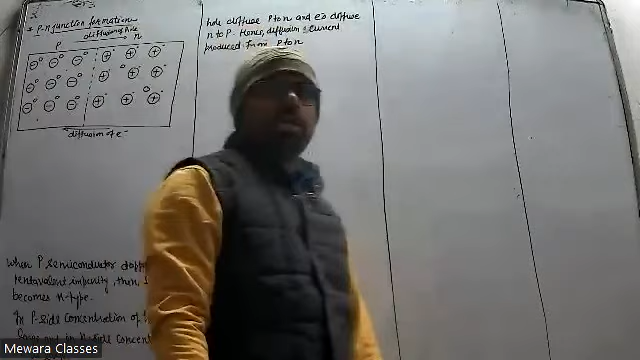 P-n junction formation
diffusion of hole
P n
diffusion of e-
When P semiconductor
pentavalent impurity, then
becomes n-type.
In P-side Concentration of
hole diffuse P to n and es diffuse
n to P. Hence, diffusion current
produced from P to n
Mewara Classes